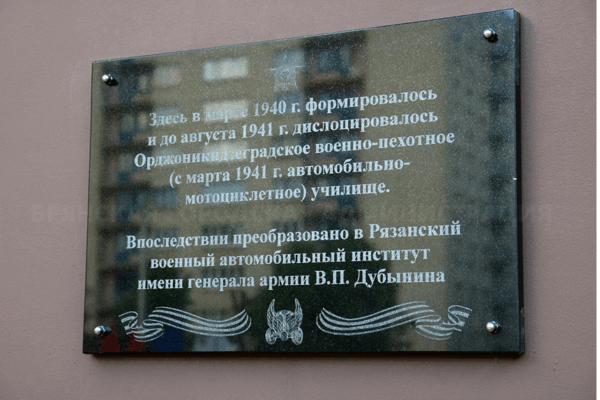 Здесь в марте 1940 г. формировалось
и до августа 1941 г. дислоцировалось
Орджоникидзеградское военно-пехотное
(с марта 1941 г. автомобильно-
мотоциклетное) училище.
Впоследствии преобразовано в Рязанский
военный автомобильный институт
имени генерала армии В.П. Дубынина